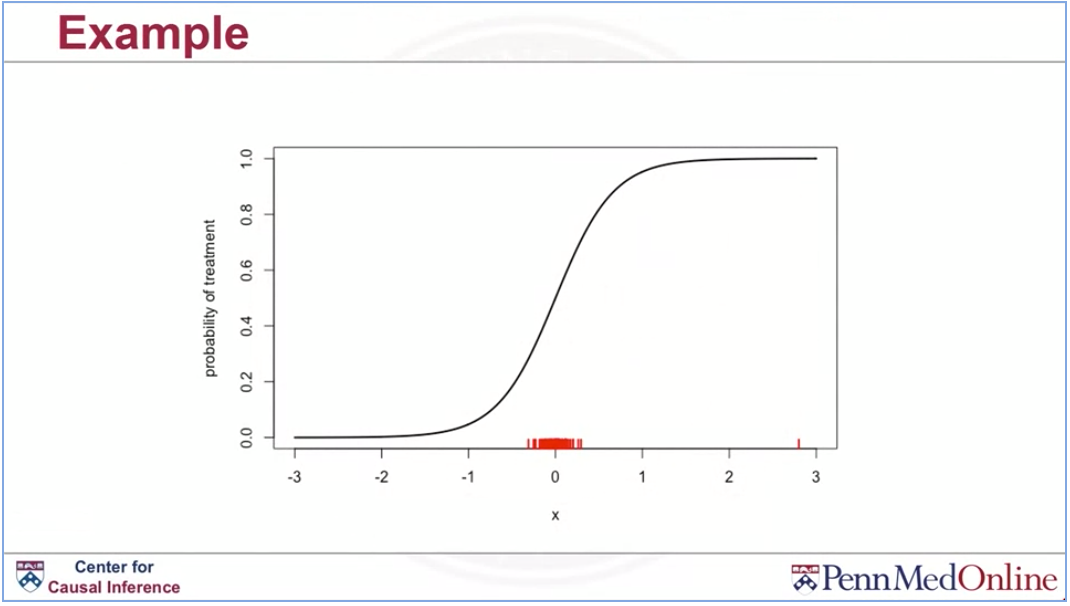 Example
probability of treatment
0.0 0.2 0.4 0.6 0.8 1.0
-3 -2 -1 0 1 2 3
x
Center for
Causal Inference
PennMedOnline